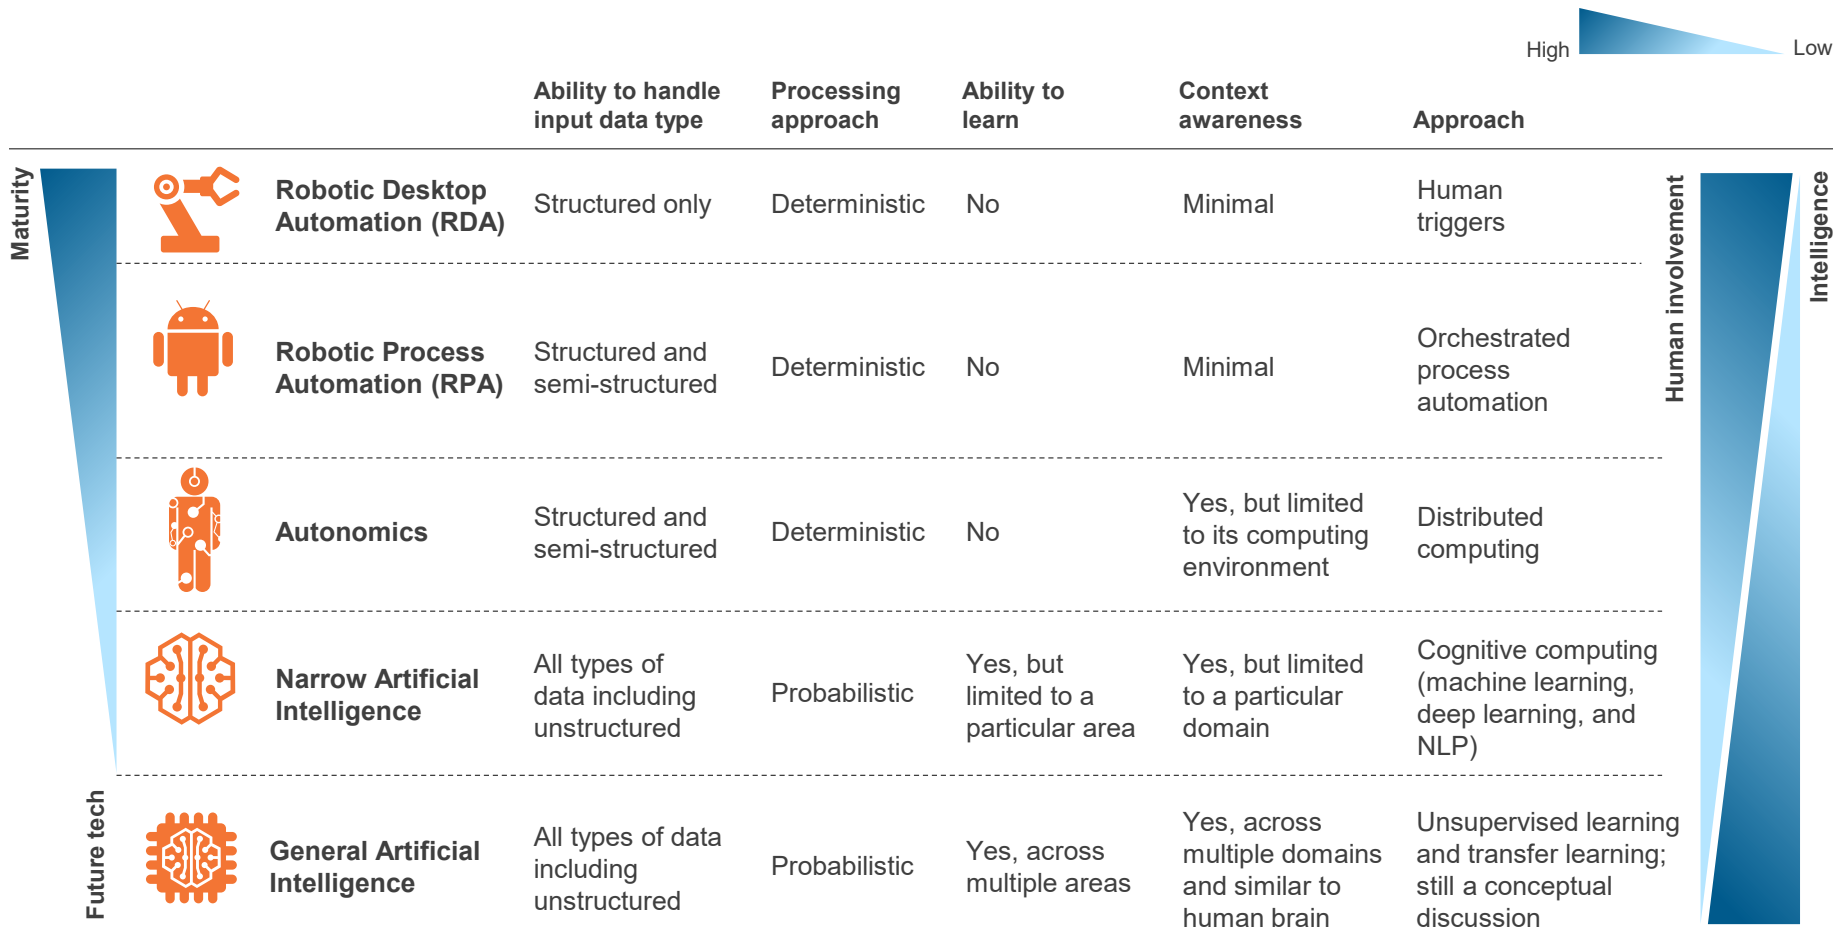 High
Low
Ability to handle
input data type
Processing
approach
Ability to
learn
Context
awareness
Approach
Maturity
Robotic Desktop
Automation (RDA)
Structured only
Deterministic
No
Minimal
Human
triggers
Human involvement
Intelligence
Robotic Process
Automation (RPA)
Structured and
semi-structured
Deterministic
No
Minimal
Orchestrated
process
automation
Autonomics
Structured and
semi-structured
Deterministic
No
Yes, but limited
to its computing
environment
Distributed
computing
Narrow Artificial
Intelligence
All types of
data including
unstructured
Probabilistic
Yes, but
limited to a
particular area
Yes, but limited
to a particular
domain
Cognitive computing
(machine learning,
deep learning, and
NLP)
Future tech
General Artificial
Intelligence
All types of data
including
unstructured
Probabilistic
Yes, across
multiple areas
Yes, across
multiple domains
and similar to
human brain
Unsupervised learning
and transfer learning;
still a conceptual
discussion